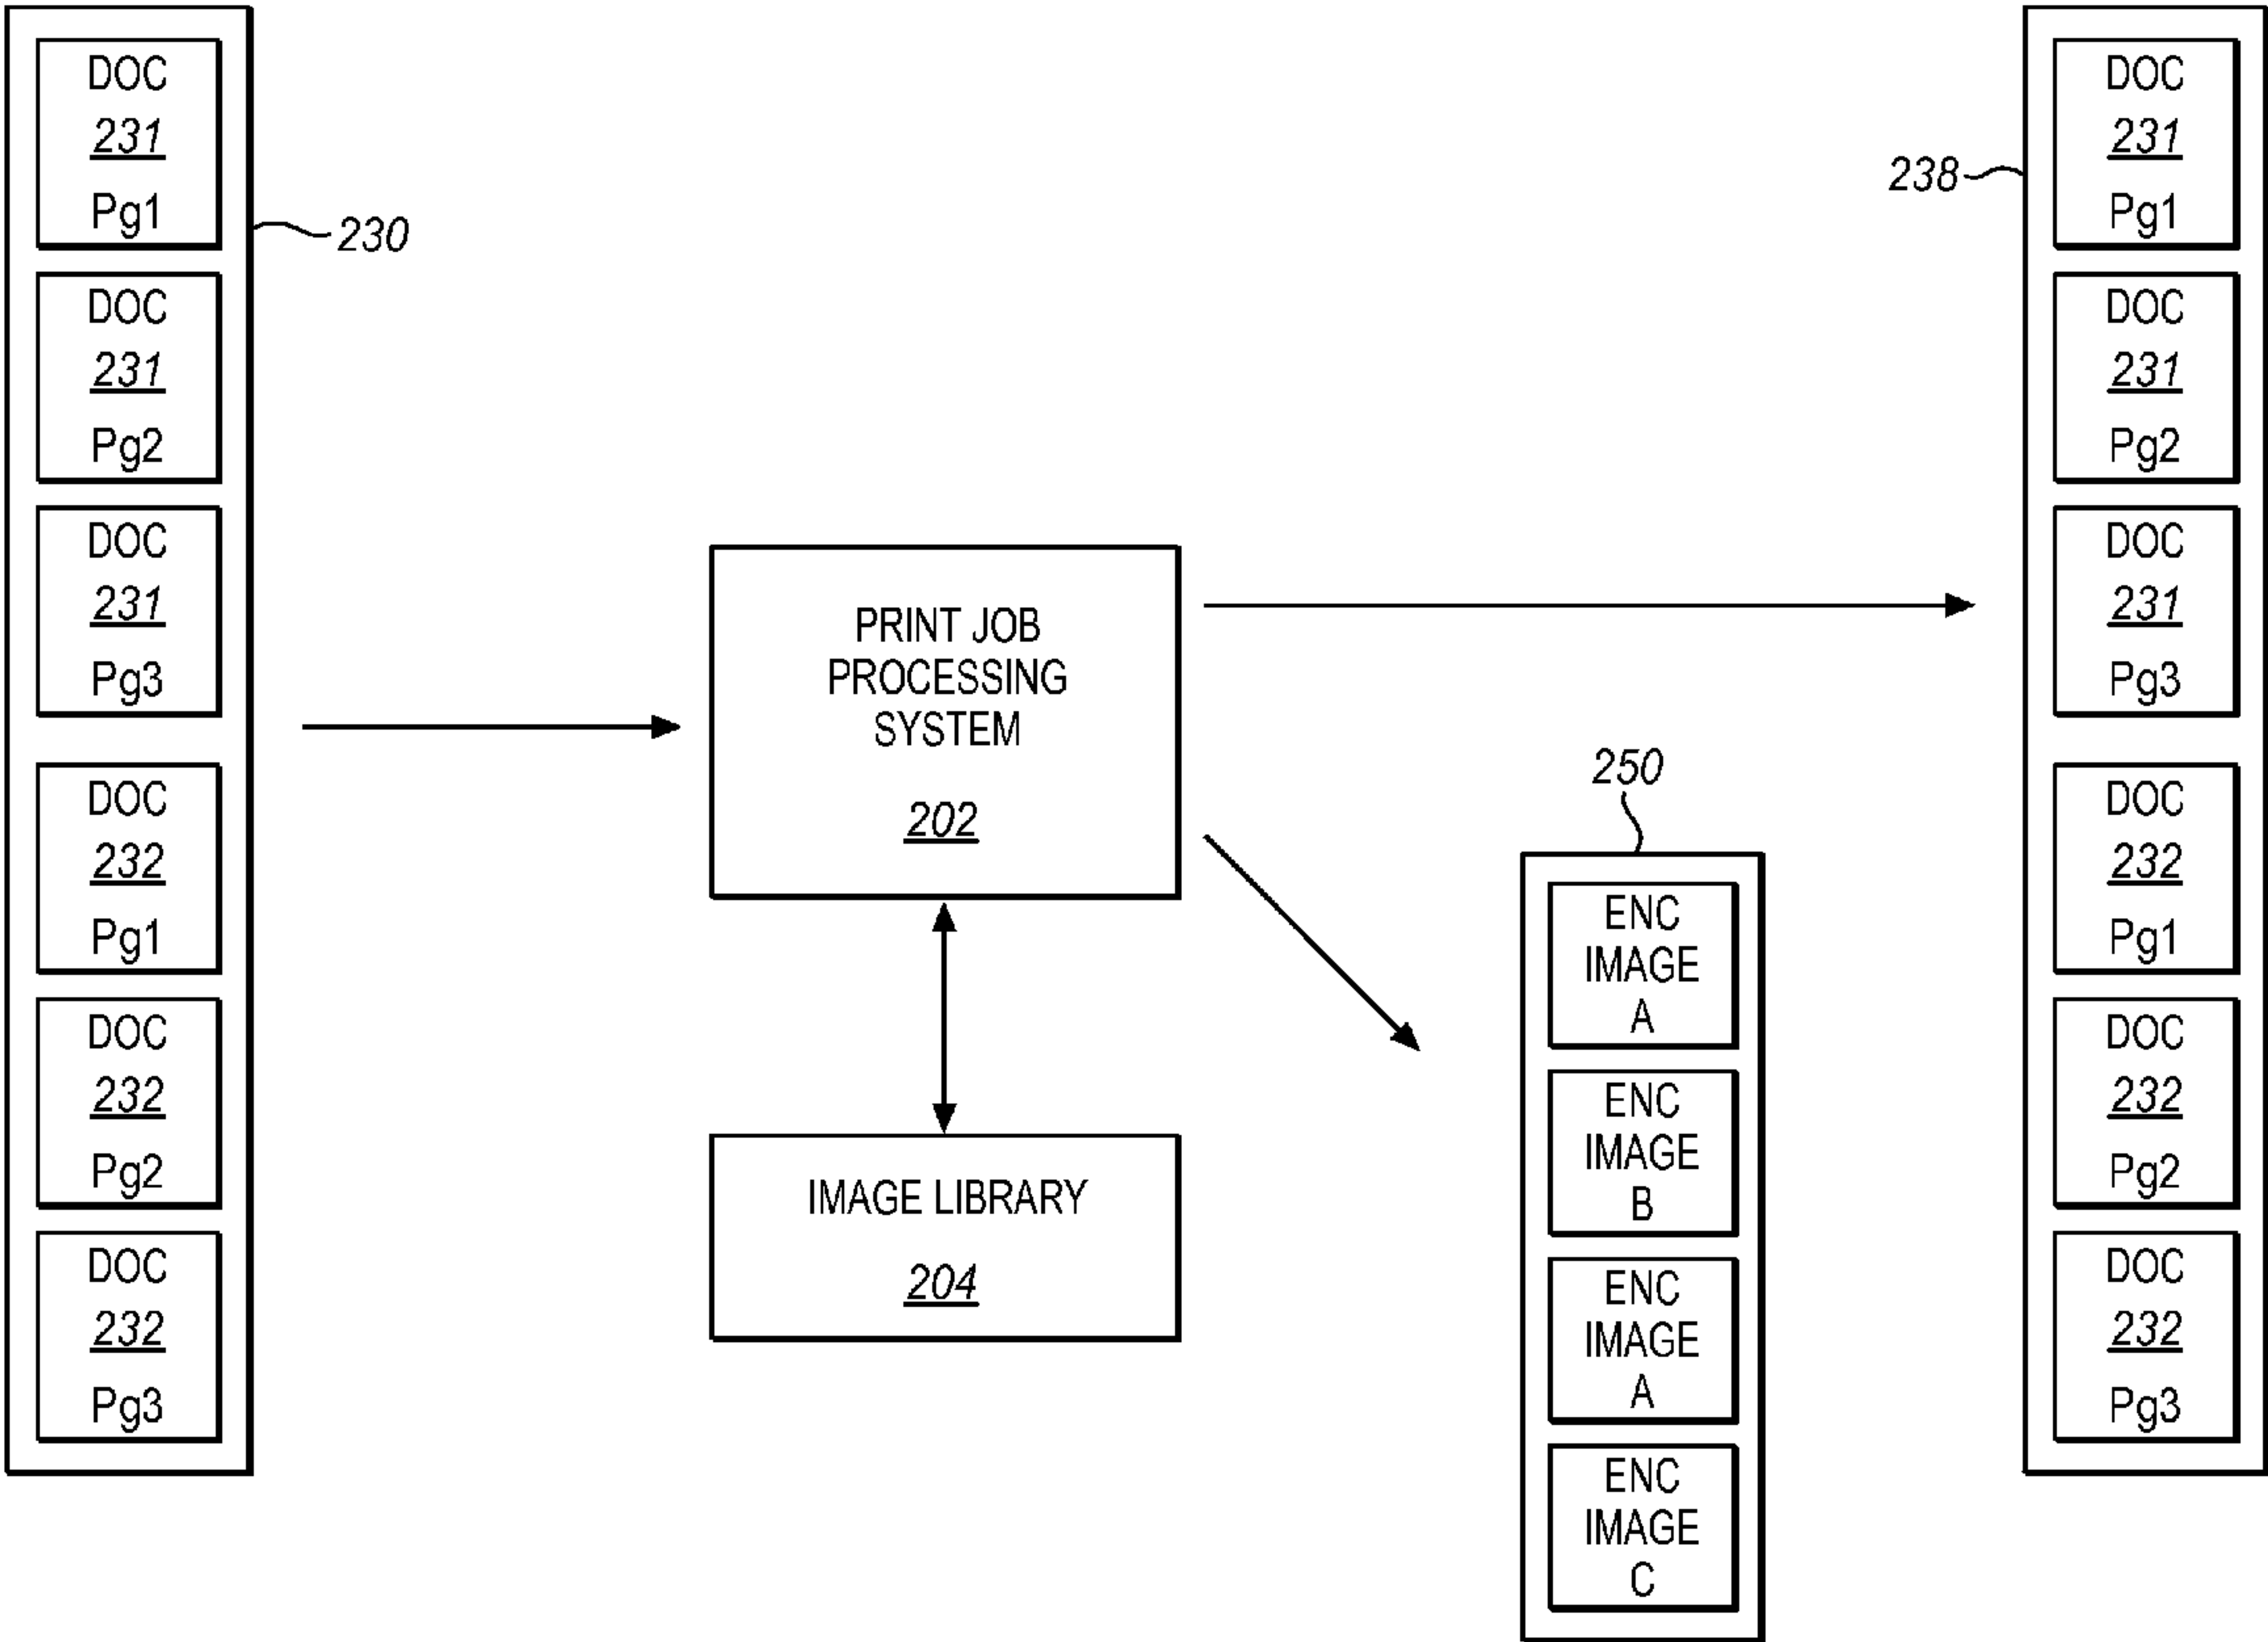 DOC
231
Pg1
230
DOC
231
Pg2
DOC
231
Pg3
DOC
232
Pg1
DOC
232
Pg2
DOC
232
Pg3
PRINT JOB
PROCESSING
SYSTEM
202
IMAGE LIBRARY
204
250
ENC
IMAGE
A
ENC
IMAGE
B
ENC
IMAGE
A
ENC
IMAGE
C
238
DOC
231
Pg1
DOC
231
Pg2
DOC
231
Pg3
DOC
232
Pg1
DOC
232
Pg2
DOC
232
Pg3